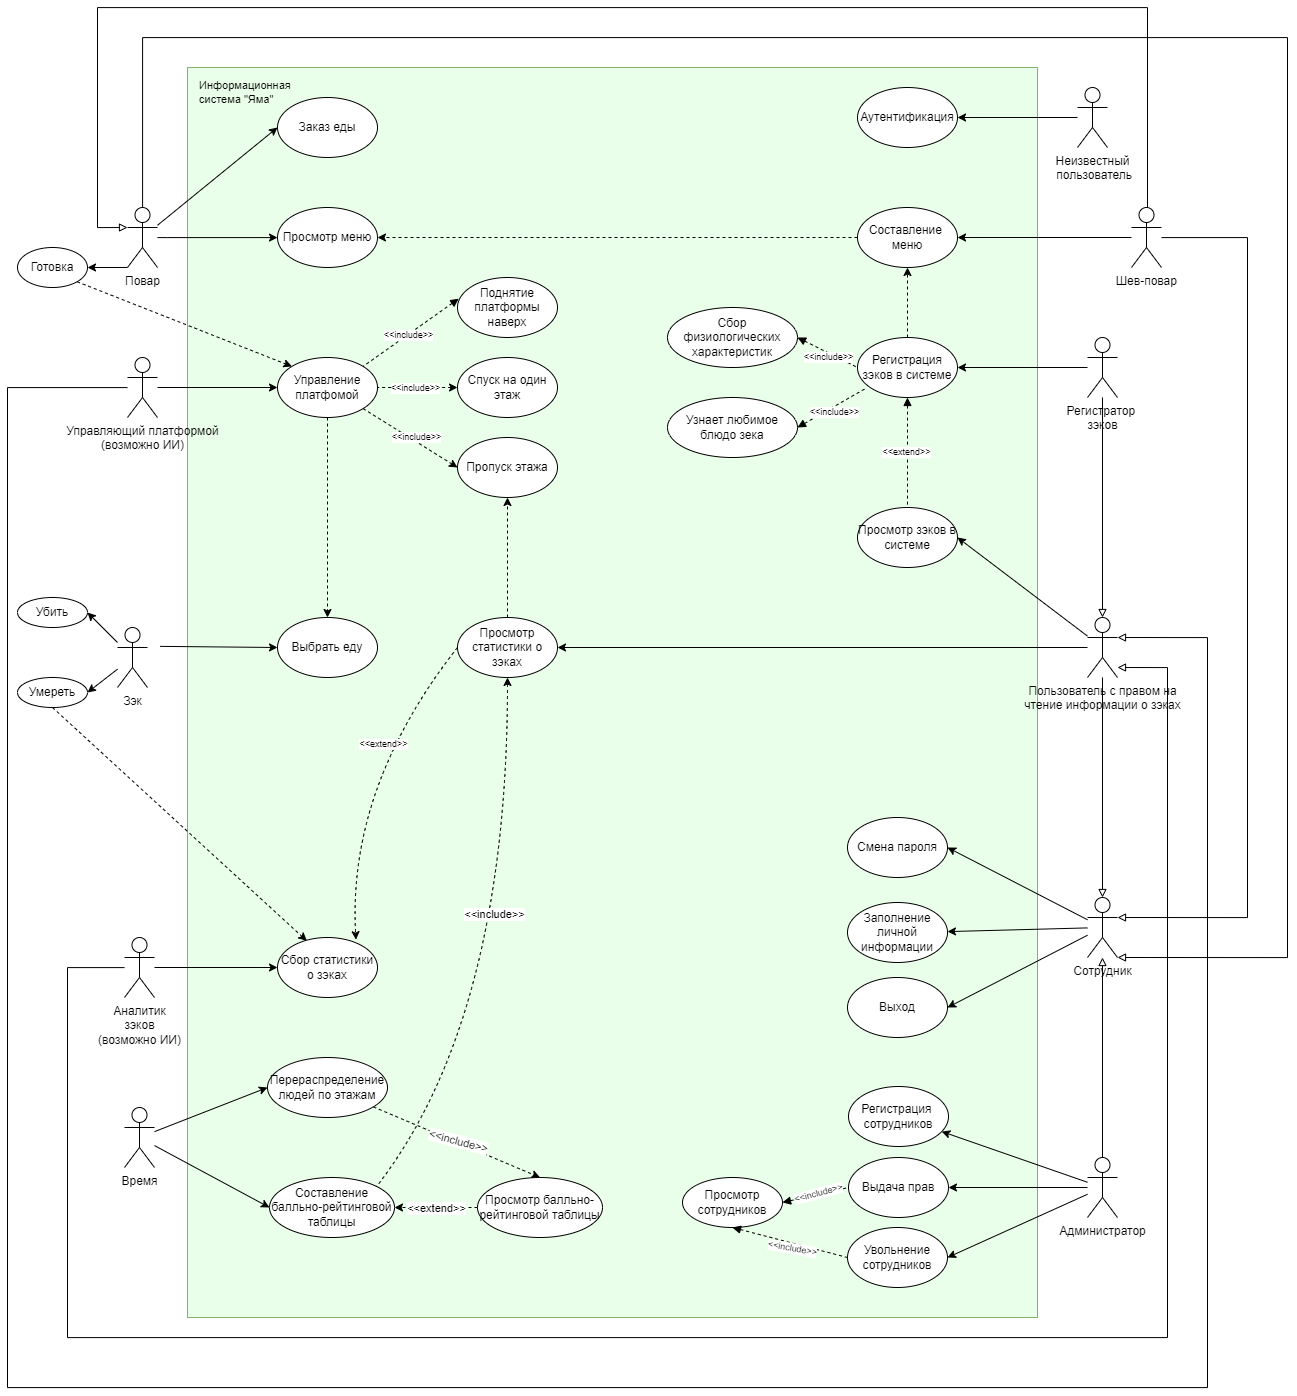 Информационная
система "Яма"
Заказ еды
Аутентификация
Неизвестный
пользователь
Просмотр меню
Составление
меню
Готовка
Повар
Шев-повар
Поднятие
платформы
наверх
<<include>>
Сбор
физиологических
характеристик
<<include>>
Регистрация
зэков в системе
Управление
платфомой
<<include>>
Спуск на один
этаж
Узнает любимое
блюдо зека
<<include>>
Регистратор
зэков
Управляющий платформой
(возможно ИИ)
<<include>>
Пропуск этажа
<<extend>>
Просмотр зэков в
системе
Убить
Выбрать еду
Просмотр
статистики о
зэках
Умереть
Зэк
Пользователь с правом на
чтение информации о зэках
<<extend>>
Смена пароля
<<include>>
Заполнение
личной
информации
Сбор статистики
о зэках
Сотрудник
Выход
Аналитик
зэков
(возможно ИИ)
Перераспределение
людей по этажам
Регистрация
сотрудников
<<include>>
Время
Составление
балльно-рейтинговой
таблицы
<<extend>>
Просмотр балльно-
рейтинговой таблицы
Просмотр
сотрудников
<<include>>
Выдача прав
Администратор
<<include>>
Увольнение
сотрудников